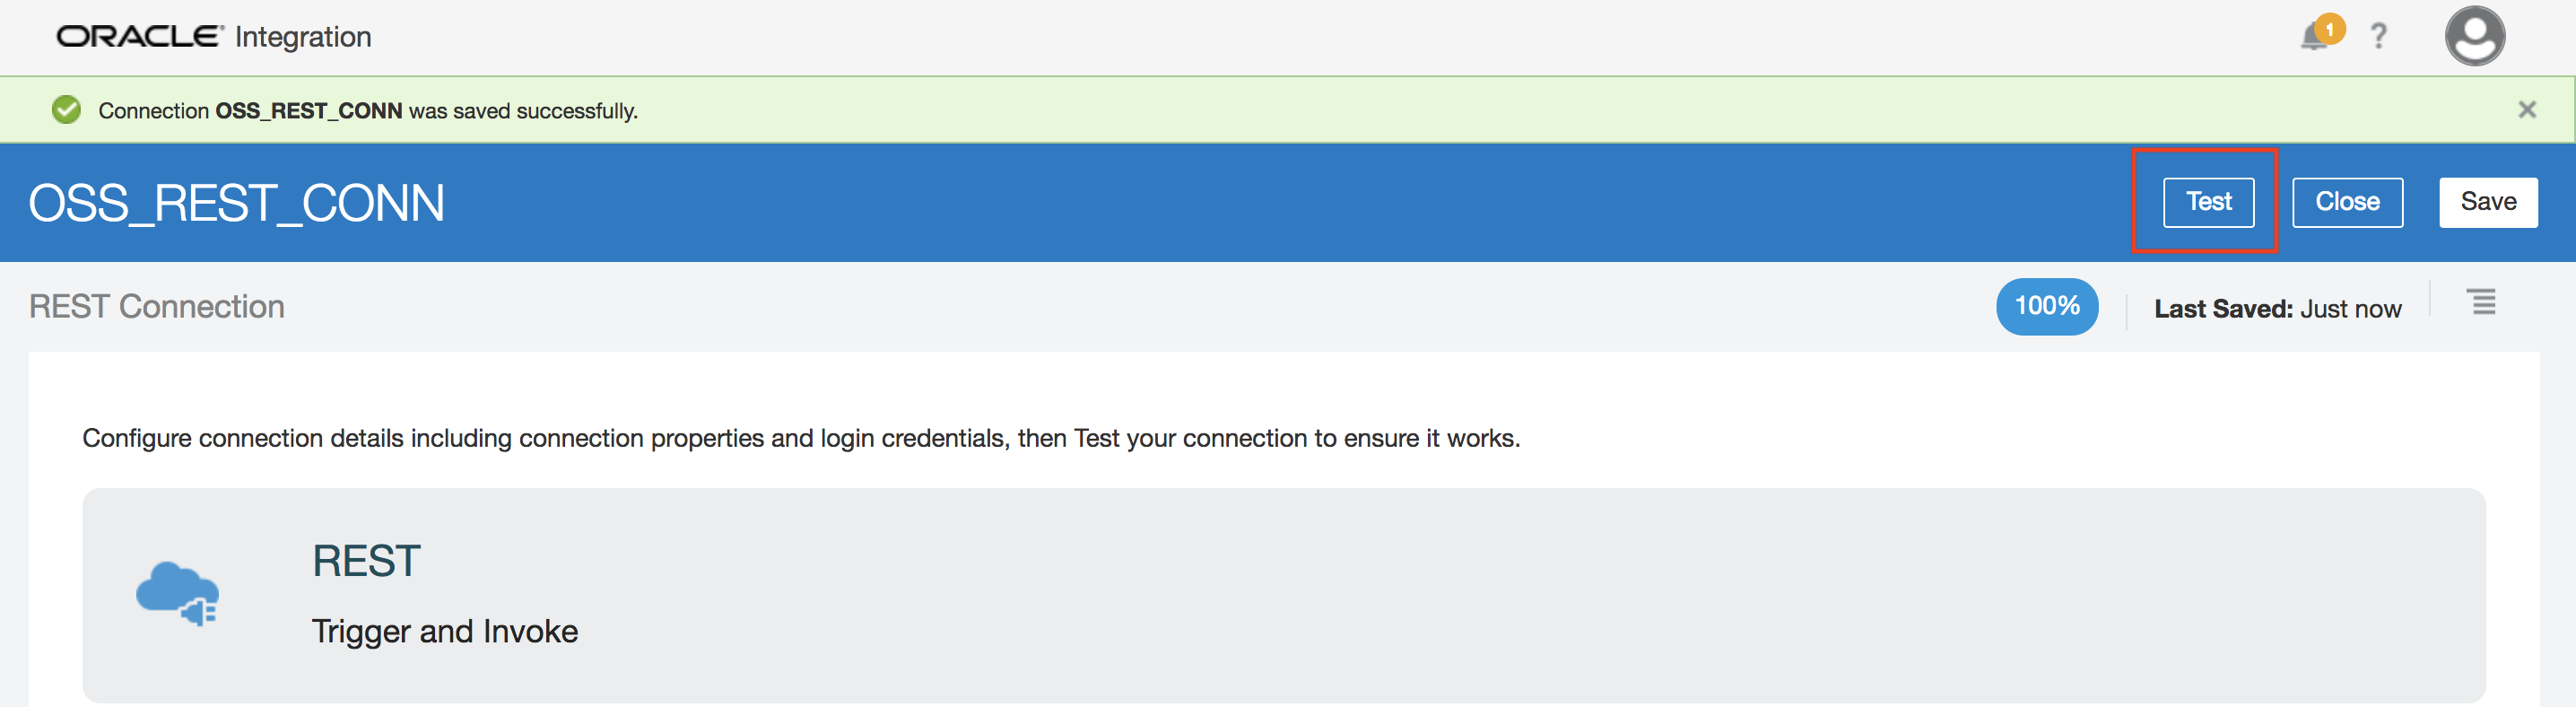 ORACLE Integration
1
?
Connection OSS_REST_CONN was saved successfully.
OSS_REST_CONN
Test
Close
Save
REST Connection
100%
Last Saved: Just now
Configure connection details including connection properties and login credentials, then Test your connection to ensure it works.
REST
Trigger and Invoke